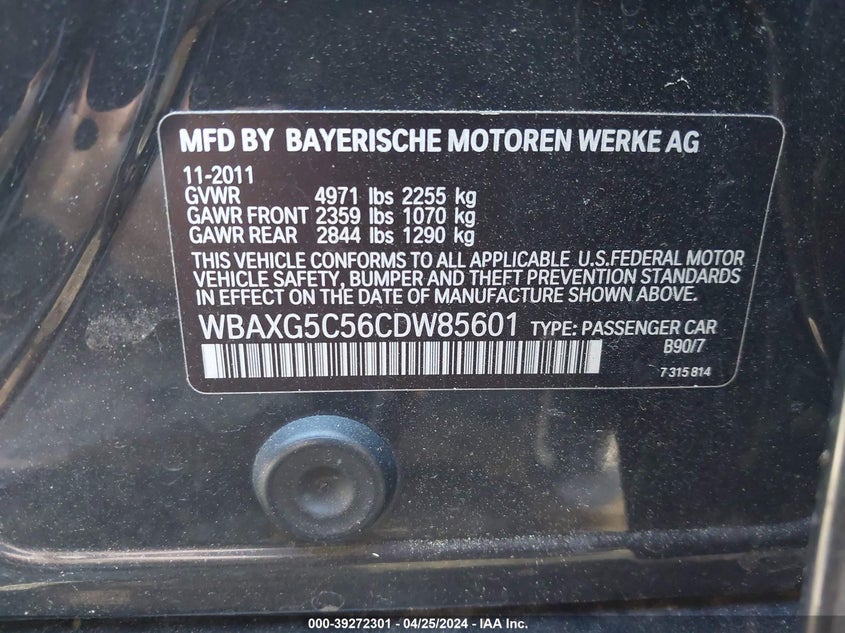 MFD BY BAYERISCHE MOTOREN WERKE AG
11-2011
GVWR 4971 lbs 2255 kg
GAWR FRONT 2359 lbs 1070 kg
GAWR REAR 2844 lbs 1290 kg
THIS VEHICLE CONFORMS TO ALL APPLICABLE U.S.FEDERAL MOTOR
VEHICLE SAFETY, BUMPER AND THEFT PREVENTION STANDARDS
IN EFFECT ON THE DATE OF MANUFACTURE SHOWN ABOVE.
WBAXG5C56CDW85601 TYPE: PASSENGER CAR
B90/7
7 315 814
000-39272301 / 04/25/2024 - IAA Inc.